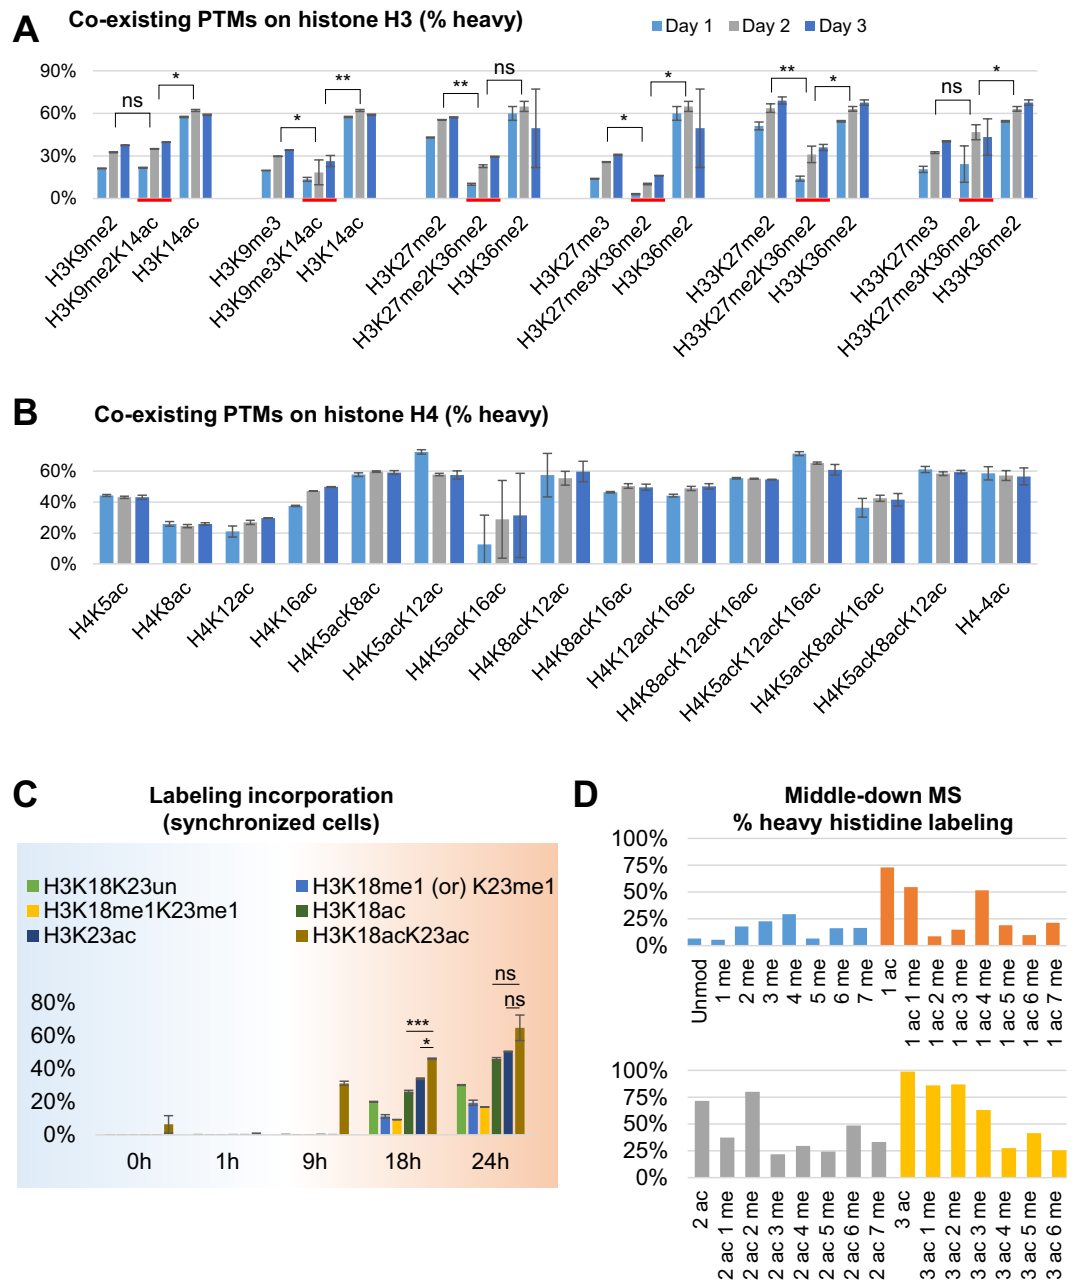 A
Co-existing PTMs on histone H3 (% heavy)
Day 1 Day 2 Day 3
90%
60%
30%
0%
ns * * ** ** ns * * ** * ns *
H3K9me2
H3K9me2K14ac
H3K14ac
H3K9me3
H3K9me3K14ac
H3K14ac
H3K27me2
H3K27me2K36me2
H3K36me2
H3K27me3
H3K27me3K36me2
H3K36me2
H33K27me2
H33K27me2K36me2
H33K36me2
H33K27me3
H33K27me3K36me2
H33K36me2
B
Co-existing PTMs on histone H4 (% heavy)
60%
40%
20%
0%
H4K5ac
H4K8ac
H4K12ac
H4K16ac
H4K5acK8ac
H4K5acK12ac
H4K5acK16ac
H4K8acK12ac
H4K8acK16ac
H4K12acK16ac
H4K8acK12acK16ac
H4K5acK12acK16ac
H4K5acK8acK16ac
H4K5acK8acK12ac
H4-4ac
C
Labeling incorporation
(synchronized cells)
H3K18K23un
H3K18me1 (or) K23me1
H3K18me1K23me1
H3K18ac
H3K23ac
H3K18acK23ac
80%
60%
40%
20%
0%
***
*
ns
ns
0h 1h 9h 18h 24h
D
Middle-down MS
% heavy histidine labeling
100%
75%
50%
25%
0%
Unmod
1 me
2 me
3 me
4 me
5 me
6 me
7 me
1 ac
1 ac 1 me
1 ac 2 me
1 ac 3 me
1 ac 4 me
1 ac 5 me
1 ac 6 me
1 ac 7 me
100%
75%
50%
25%
0%
2 ac
2 ac 1 me
2 ac 2 me
2 ac 3 me
2 ac 4 me
2 ac 5 me
2 ac 6 me
2 ac 7 me
3 ac
3 ac 1 me
3 ac 2 me
3 ac 3 me
3 ac 4 me
3 ac 5 me
3 ac 6 me